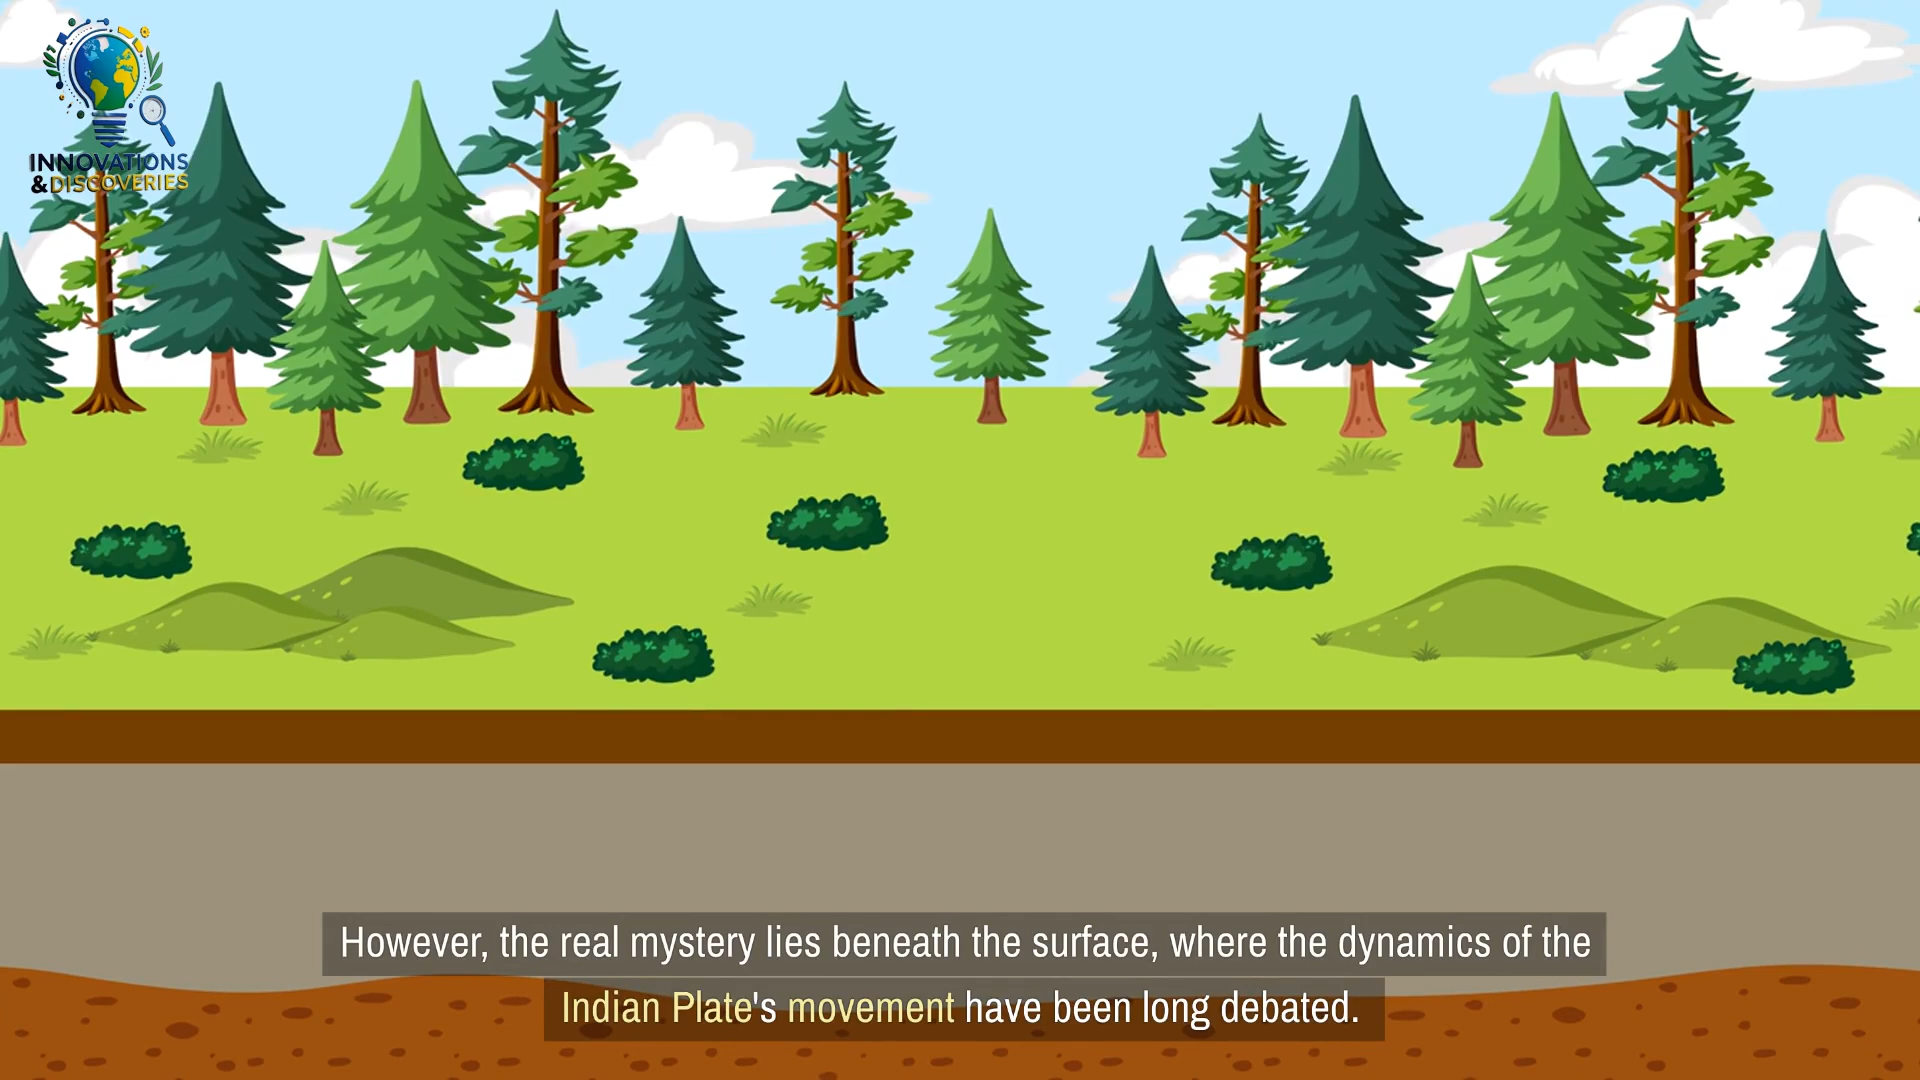 INNOVATIONS
&DISCOVERIES
However, the real mystery lies beneath the surface, where the dynamics of the
Indian Plate's movement have been long debated.